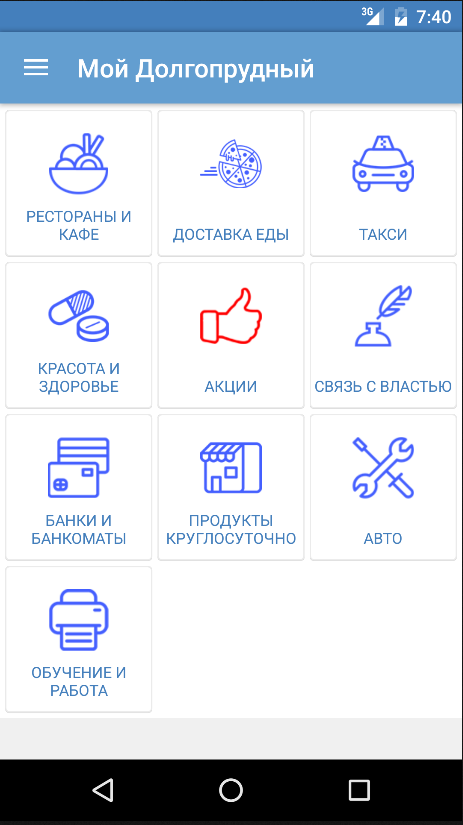 3G 7:40
Мой Долгопрудный
РЕСТОРАНЫ И
КАФЕ
ДОСТАВКА ЕДЫ
ТАКСИ
КРАСОТА И
ЗДОРОВЬЕ
АКЦИИ
СВЯЗЬ С ВЛАСТЬЮ
БАНКИ И
БАНКОМАТЫ
ПРОДУКТЫ
КРУГЛОСУТОЧНО
АВТО
ОБУЧЕНИЕ И
РАБОТА